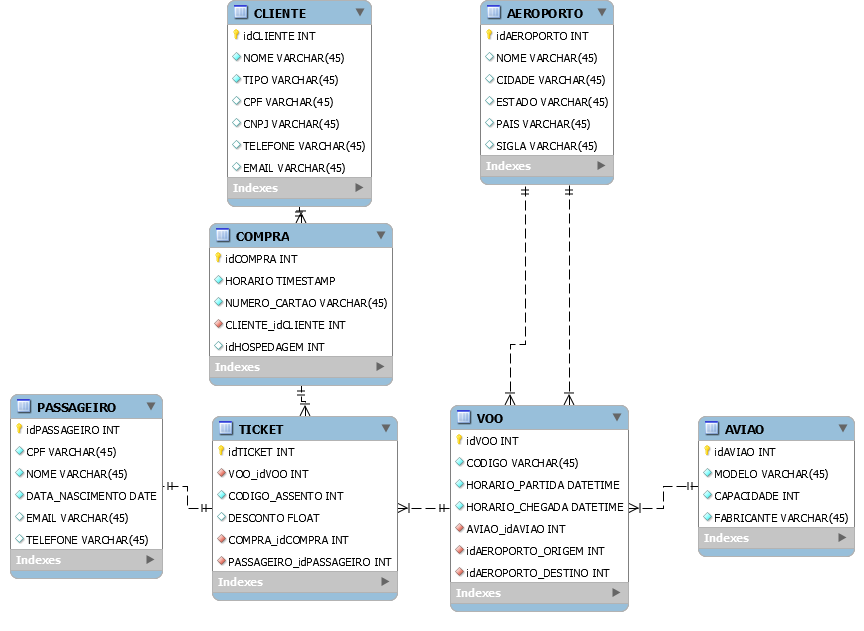 CLIENTE
idCLIENTE INT
NOME VARCHAR(45)
TIPO VARCHAR(45)
CPF VARCHAR(45)
CNPJ VARCHAR(45)
TELEFONE VARCHAR(45)
EMAIL VARCHAR(45)
Indexes
AEROPORTO
idAEROPORTO INT
NOME VARCHAR(45)
CIDADE VARCHAR(45)
ESTADO VARCHAR(45)
PAIS VARCHAR(45)
SIGLA VARCHAR(45)
Indexes
COMPRA
idCOMPRA INT
HORARIO TIMESTAMP
NUMERO_CARTAO VARCHAR(45)
CLIENTE_idCLIENTE INT
idHOSPEDAGEM INT
Indexes
PASSAGEIRO
idPASSAGEIRO INT
CPF VARCHAR(45)
NOME VARCHAR(45)
DATA_NASCIMENTO DATE
EMAIL VARCHAR(45)
TELEFONE VARCHAR(45)
Indexes
TICKET
idTICKET INT
VOO_idVOO INT
CODIGO_ASSENTO INT
DESCONTO FLOAT
COMPRA_idCOMPRA INT
PASSAGEIRO_idPASSAGEIRO INT
Indexes
VOO
idVOO INT
CODIGO VARCHAR(45)
HORARIO_PARTIDA DATETIME
HORARIO_CHEGADA DATETIME
AVIAO_idAVIAO INT
idAEROPORTO_ORIGEM INT
idAEROPORTO_DESTINO INT
Indexes
AVIAO
idAVIAO INT
MODELO VARCHAR(45)
CAPACIDADE INT
FABRICANTE VARCHAR(45)
Indexes